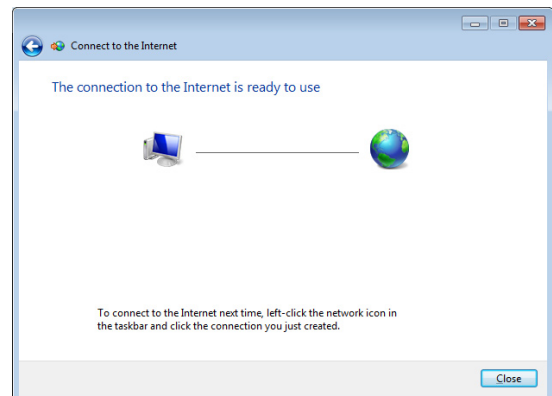 Connect to the Internet
The connection to the Internet is ready to use
To connect to the Internet next time, left-click the network icon in
the taskbar and click the connection you just created.
Close